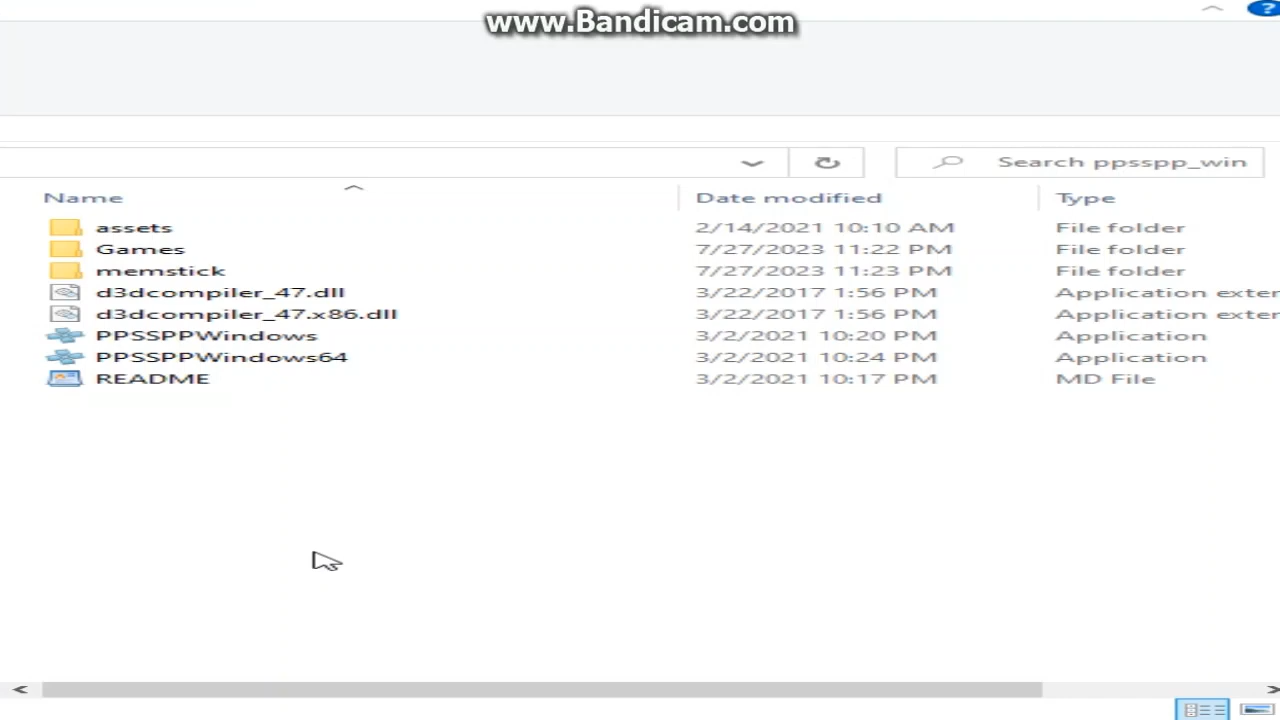 www.Bandicam.com
Search ppsspp_win
Name Date modified Type
assets 2/14/2021 10:10 AM File folder
Games 7/27/2023 11:22 PM File folder
memstick 7/27/2023 11:23 PM File folder
d3dcompiler_47.dll 3/22/2017 1:56 PM Application exten
d3dcompiler_47.x86.dll 3/22/2017 1:56 PM Application exten
PPSSPPWindows 3/2/2021 10:20 PM Application
PPSSPPWindows64 3/2/2021 10:24 PM Application
README 3/2/2021 10:17 PM MD File